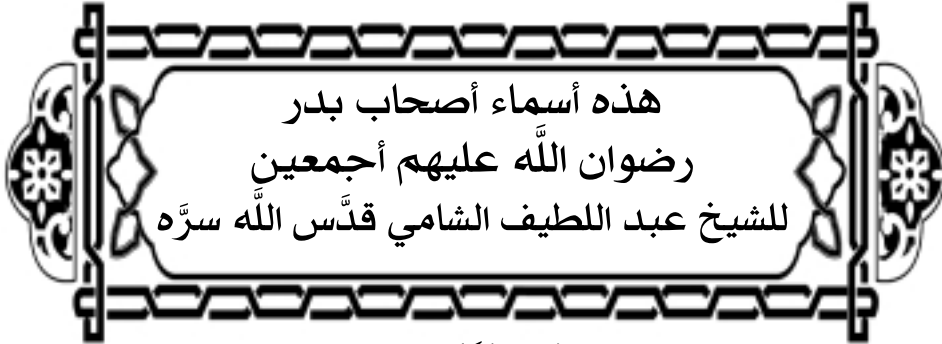 هذه أسماء أصحاب بدر
رضوان اللَّه عليهم أجمعين
للشيخ عبد اللطيف الشامي قدَّس اللَّه سرَّه